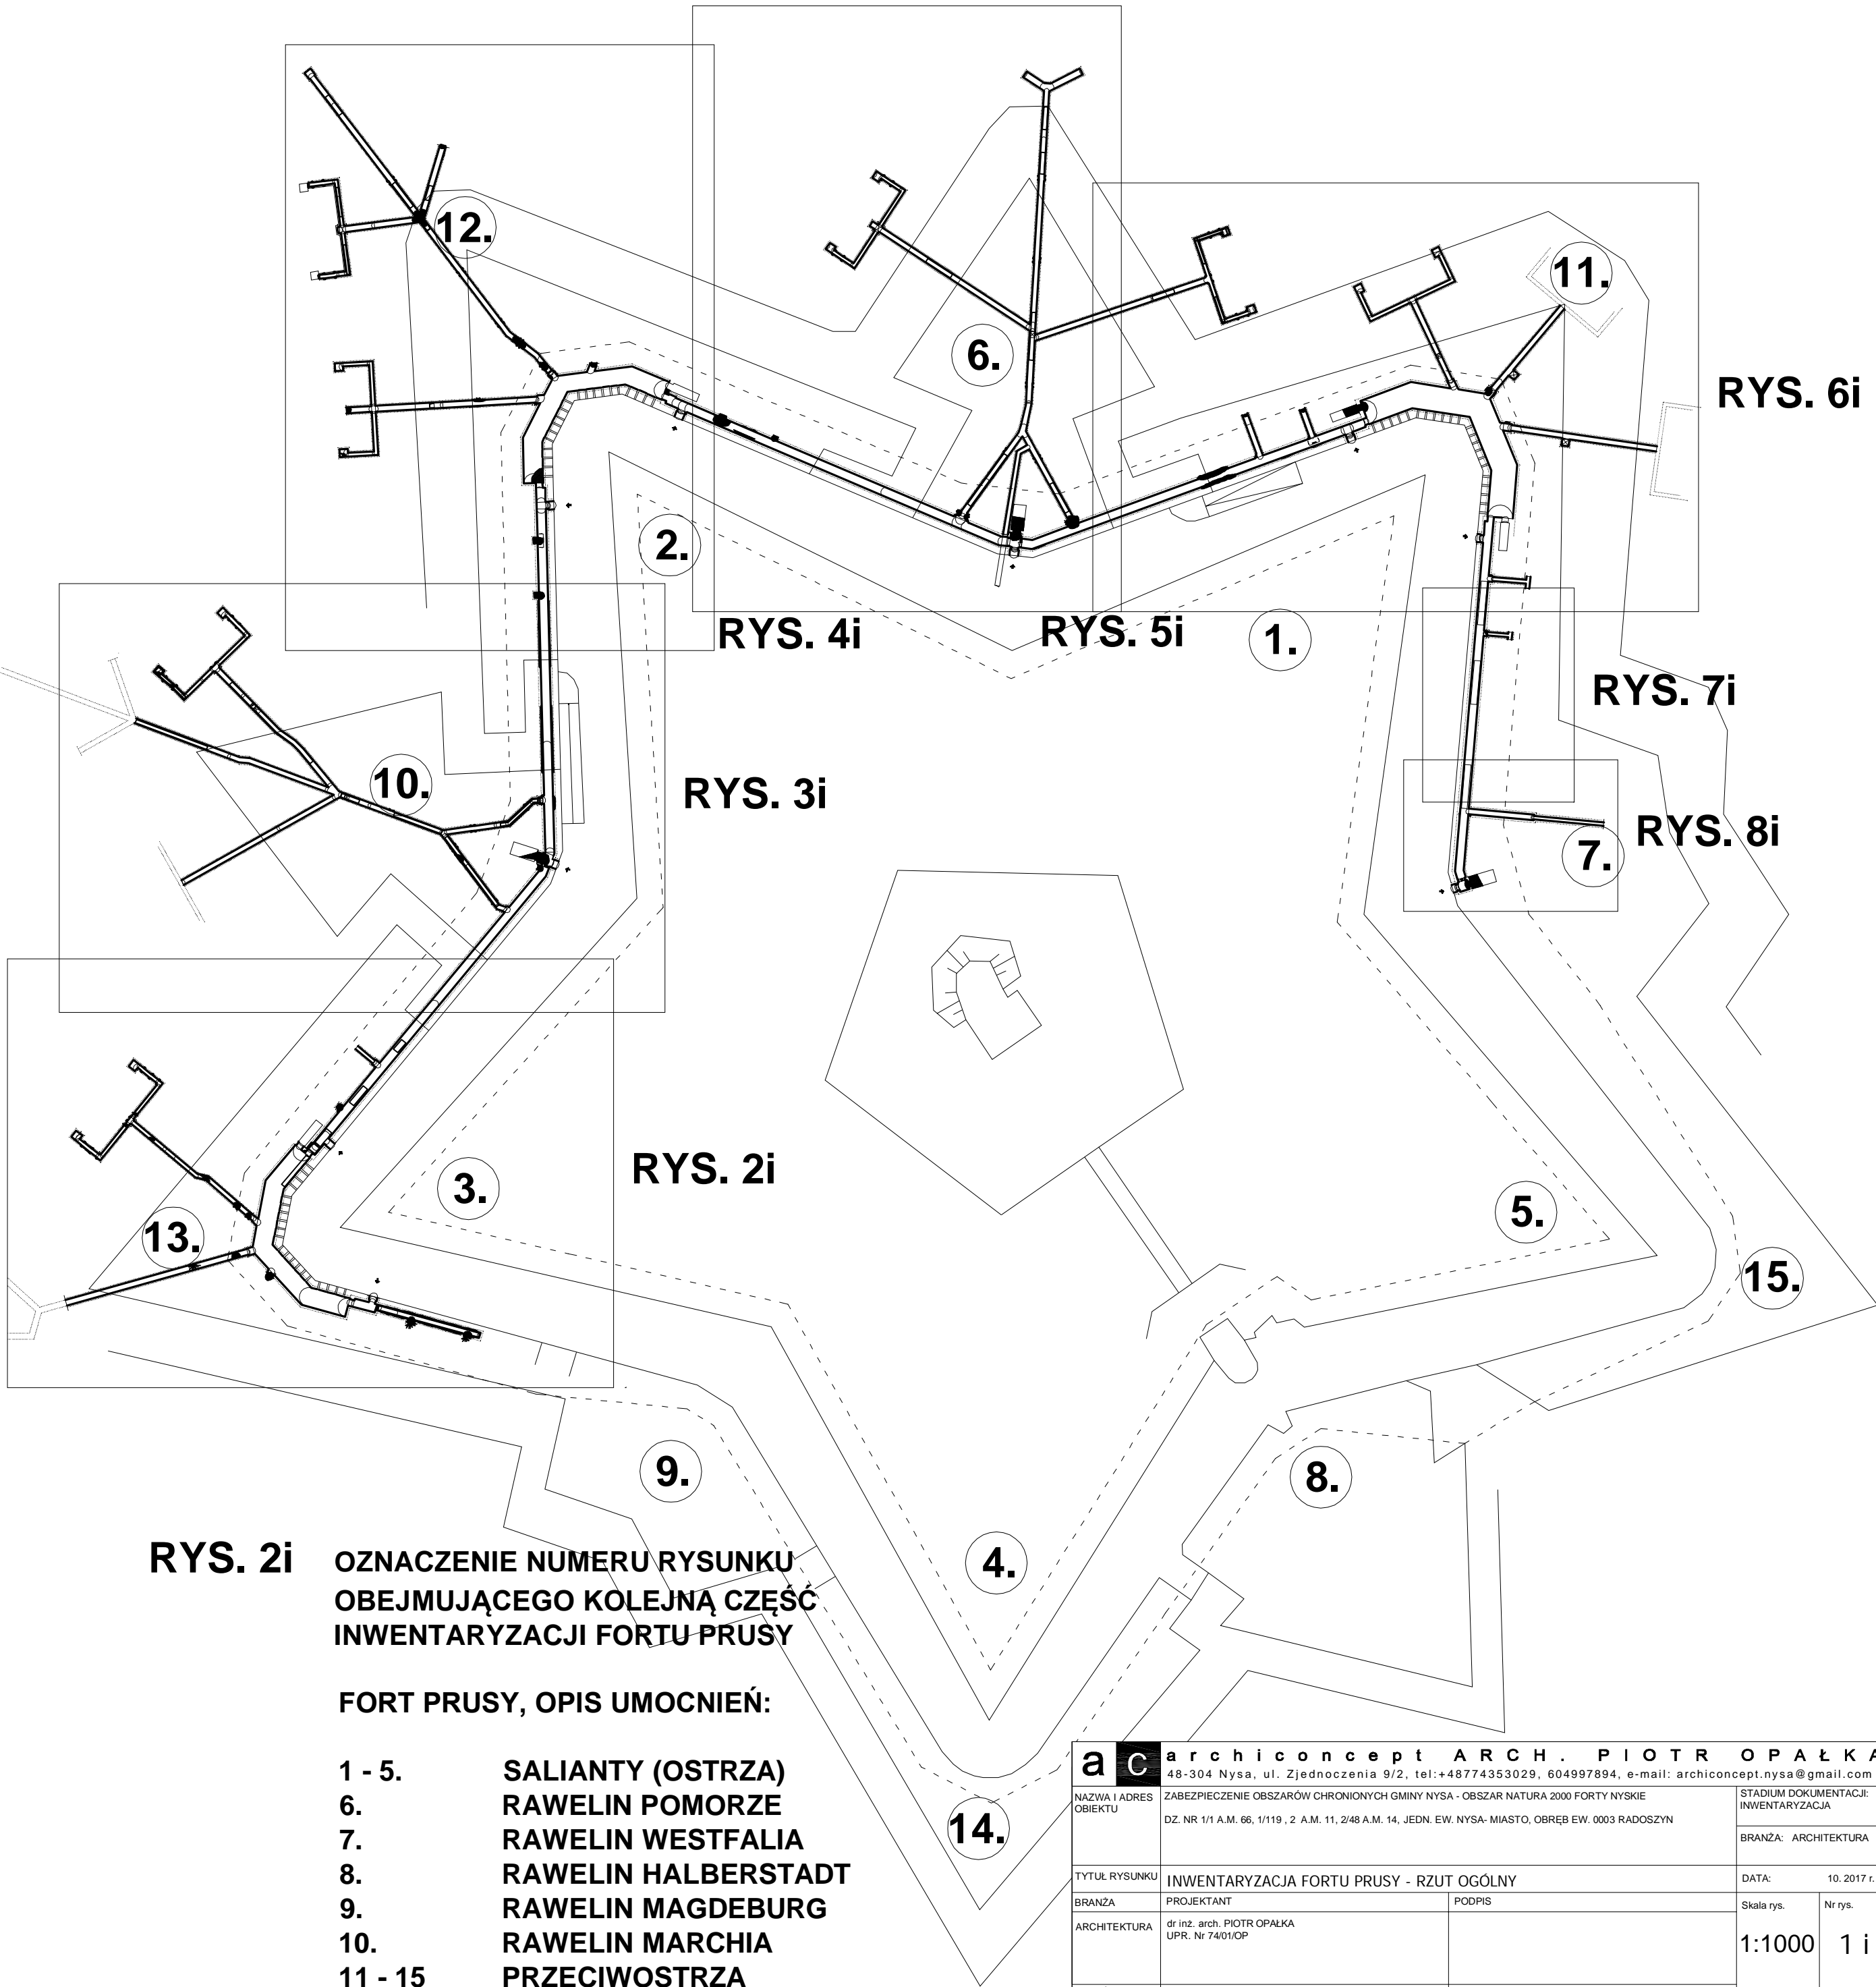 12.
11.
6.
RYS. 6i
2.
RYS. 4i
RYS. 5i
1.
RYS. 7i
10.
RYS. 3i
RYS. 8i
7.
3.
RYS. 2i
13.
5.
15.
9.
8.
4.
14.
RYS. 2i OZNACZENIE NUMERU RYSUNKU
OBEJMUJĄCEGO KOLEJNĄ CZĘŚĆ
INWENTARYZACJI FORTU PRUSY
FORT PRUSY, OPIS UMOCNIEŃ:
1 - 5. SALIANTY (OSTRZA)
6. RAWELIN POMORZE
7. RAWELIN WESTFALIA
8. RAWELIN HALBERSTADT
9. RAWELIN MAGDEBURG
10. RAWELIN MARCHIA
11 - 15 PRZECIWOSTRZA
a c archiconcept ARCH. PIOTR OPAŁKA
48-304 Nysa, ul. Zjednoczenia 9/2, tel:+48774353029, 604997894, e-mail: archiconcept.nysa@gmail.com
NAZWA I ADRES
OBIEKTU
ZABEZPIECZENIE OBSZARÓW CHRONIONYCH GMINY NYSA - OBSZAR NATURA 2000 FORTY NYSKIE
DZ. NR 1/1 A.M. 66, 1/119 , 2 A.M. 11, 2/48 A.M. 14, JEDN. EW. NYSA- MIASTO, OBRĘB EW. 0003 RADOSZYN
STADIUM DOKUMENTACJI:
INWENTARYZACJA
BRANŻA: ARCHITEKTURA
TYTUŁ RYSUNKU INWENTARYZACJA FORTU PRUSY - RZUT OGÓLNY
DATA: 10. 2017 r.
BRANŻA PROJEKTANT PODPIS
Skala rys. Nr rys.
ARCHITEKTURA dr inż. arch. PIOTR OPAŁKA
UPR. Nr 74/01/OP
1:1000 1 i